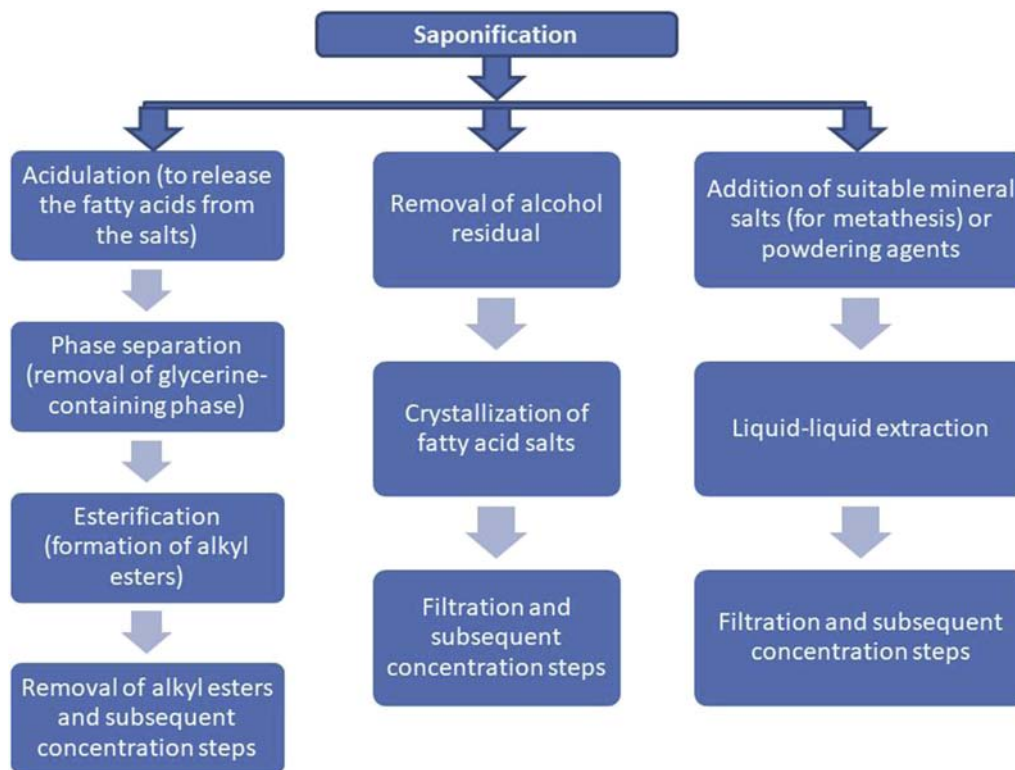 Saponification
Acidulation (to release
the fatty acids from
the salts)
Phase separation
(removal of glycerine-
containing phase)
Esterification
(formation of alkyl
esters)
Removal of alkyl esters
and subsequent
concentration steps
Removal of alcohol
residual
Crystallization of
fatty acid salts
Filtration and
subsequent
concentration steps
Addition of suitable mineral
salts (for metathesis) or
powdering agents
Liquid-liquid extraction
Filtration and subsequent
concentration steps